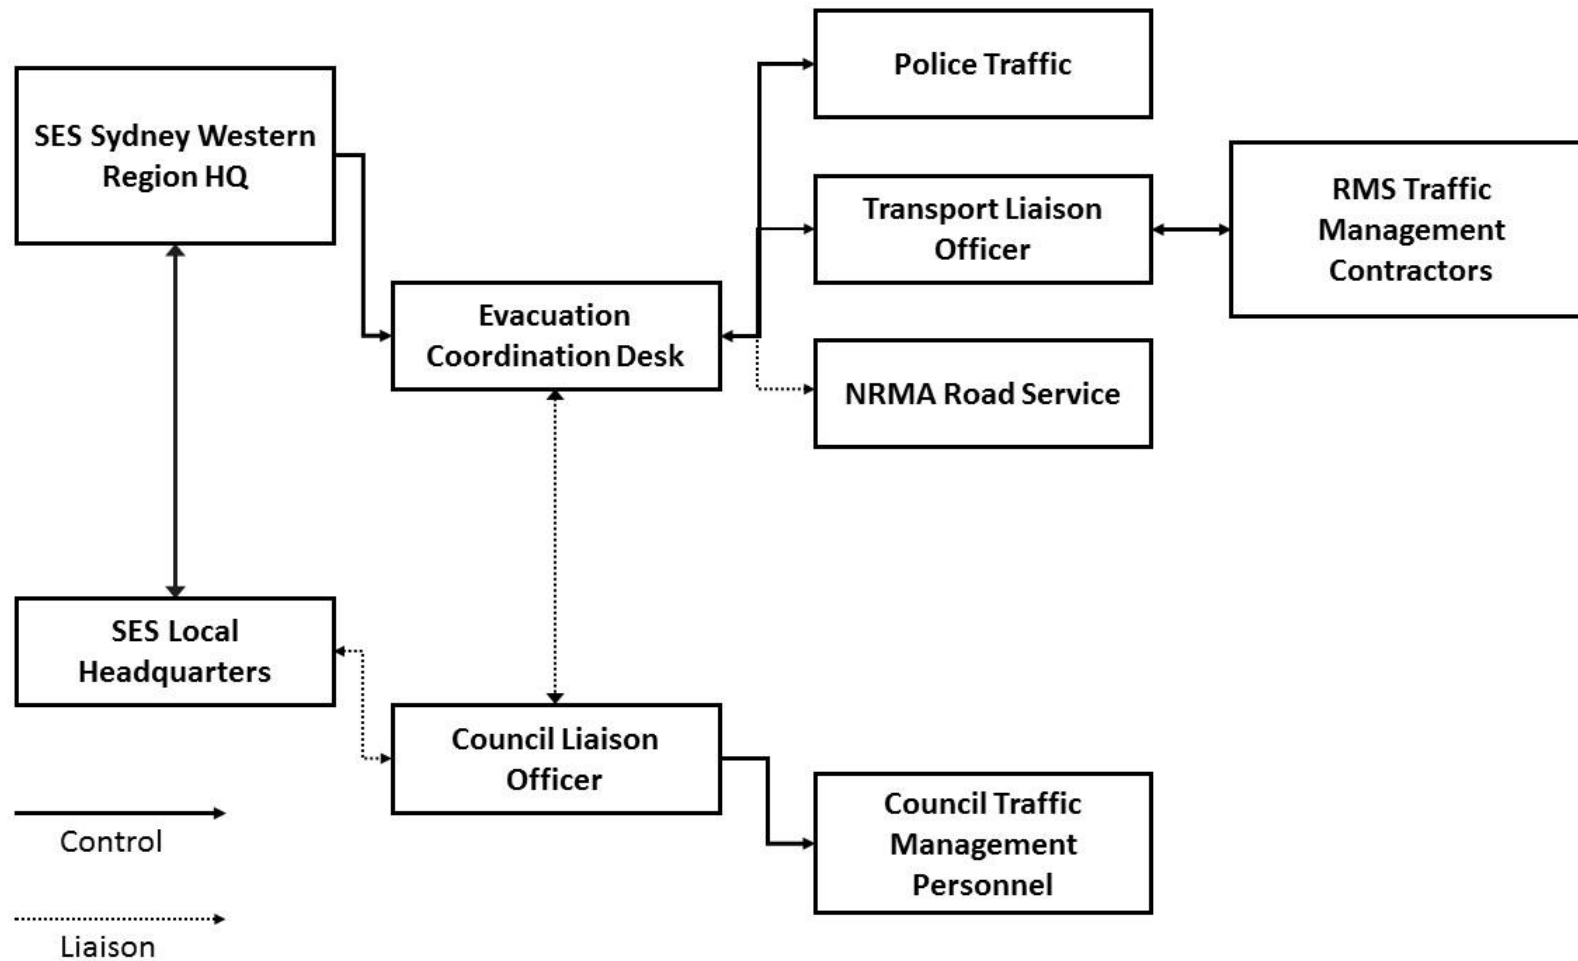 Police Traffic
SES Sydney Western
Region HQ
Transport Liaison
Officer
RMS Traffic
Management
Contractors
Evacuation
Coordination Desk
NRMA Road Service
SES Local
Headquarters
Council Liaison
Officer
Council Traffic
Management
Personnel
Control
Liaison